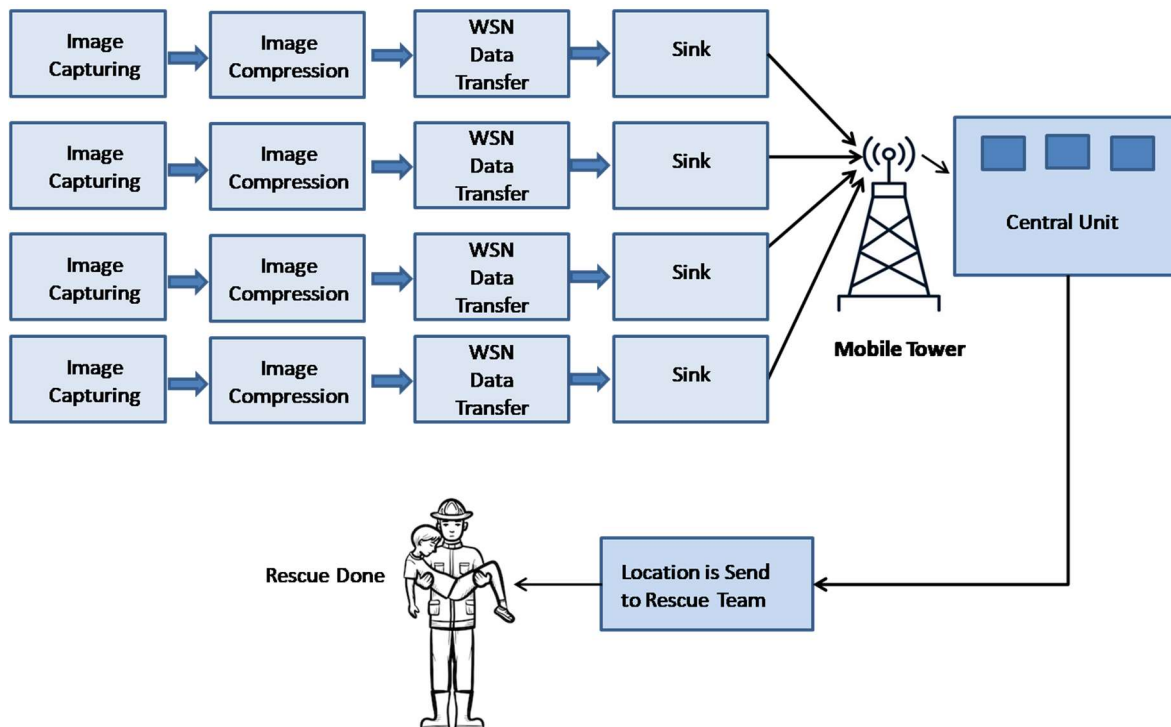 Image
Capturing
Image
Compression
WSN
Data
Transfer
Sink
Image
Capturing
Image
Compression
WSN
Data
Transfer
Sink
Image
Capturing
Image
Compression
WSN
Data
Transfer
Sink
Image
Capturing
Image
Compression
WSN
Data
Transfer
Sink
Mobile Tower
Central Unit
Rescue Done
Location is Send
to Rescue Team